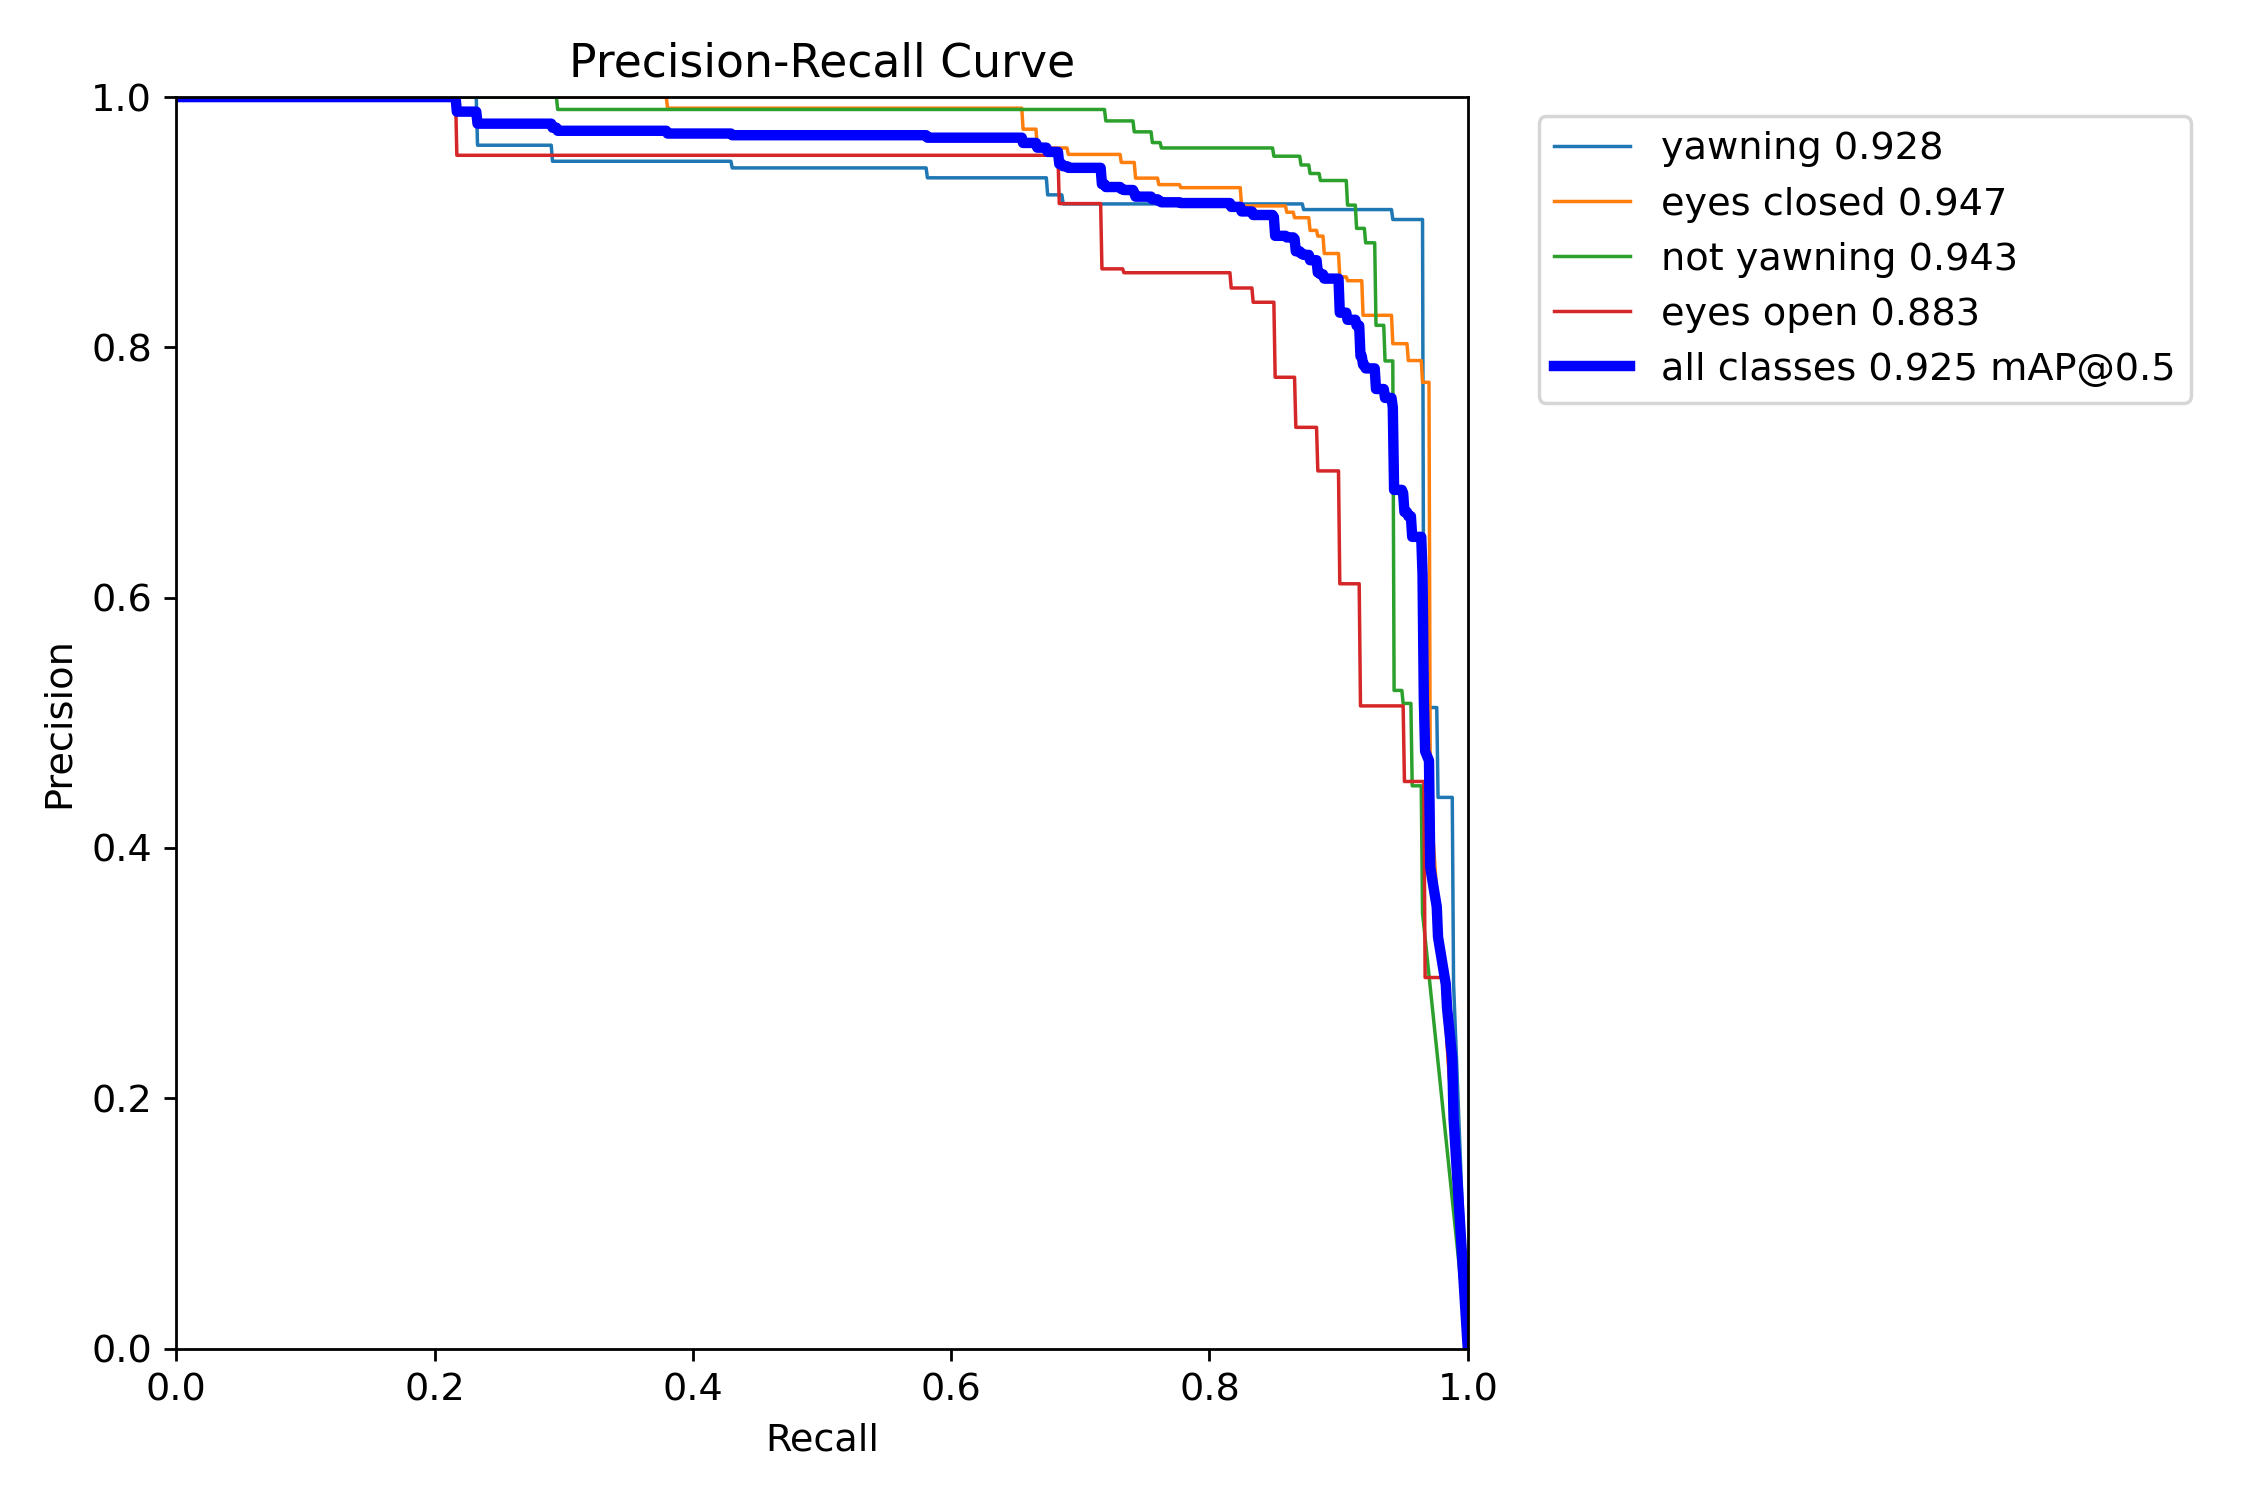 Precision-Recall Curve
1.0
0.8
0.6
0.4
0.2
0.0
Precision
0.0 0.2 0.4 0.6 0.8 1.0
Recall
yawning 0.928
eyes closed 0.947
not yawning 0.943
eyes open 0.883
all classes 0.925 mAP@0.5